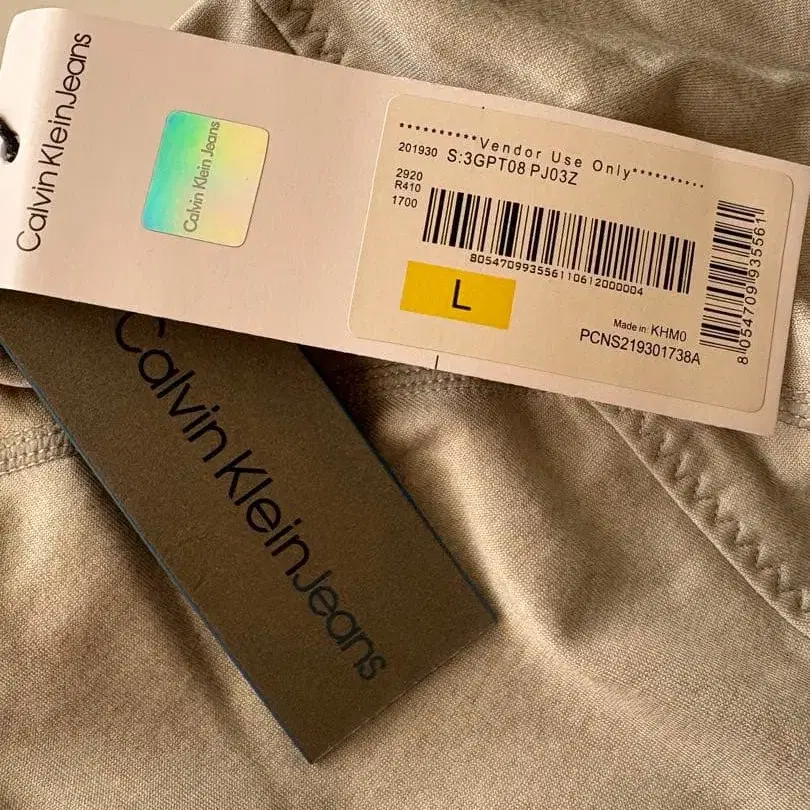 Calvin Klein Jeans
Calvin Klein Jeans
**********Vendor Use Only**********
201930 S:3GPT08 PJ03Z
2920
R410
1700
805470993556110612000004
L
Made in: KHM0
PCNS219301738A
8054709935561
Calvin Klein Jeans